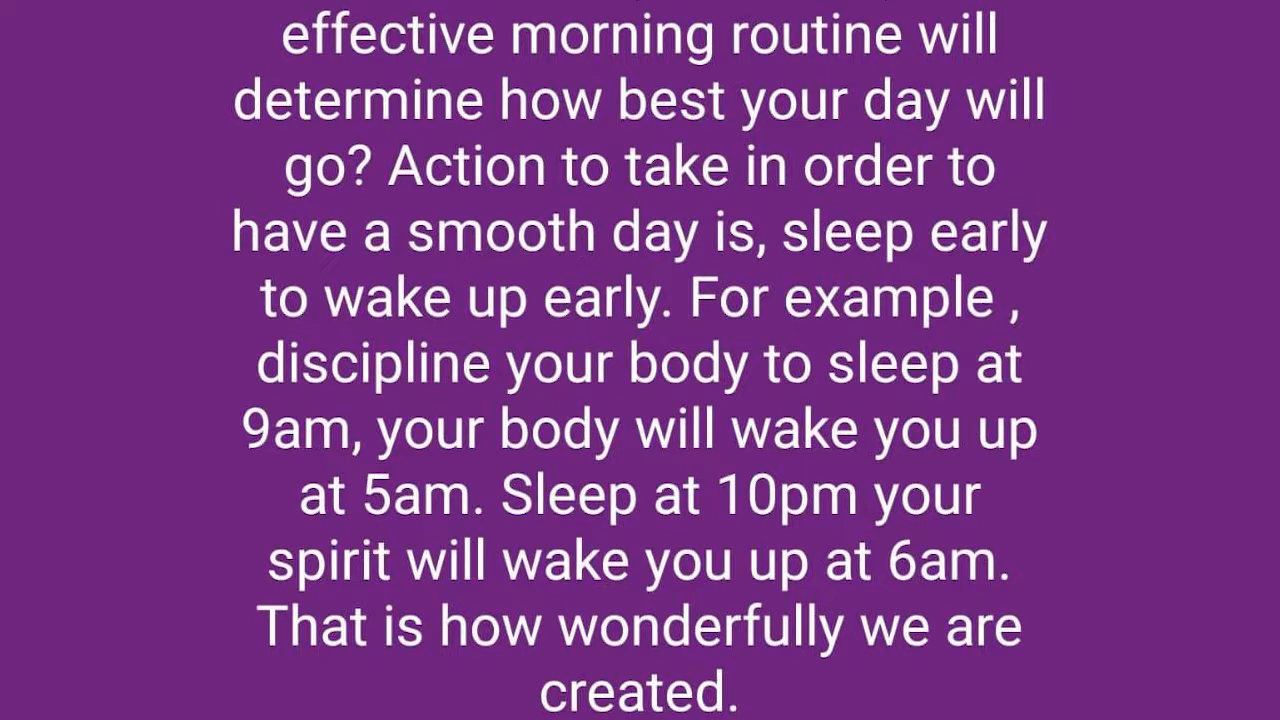 effective morning routine will
determine how best your day will
go? Action to take in order to
have a smooth day is, sleep early
to wake up early. For example ,
discipline your body to sleep at
9am, your body will wake you up
at 5am. Sleep at 10pm your
spirit will wake you up at 6am.
That is how wonderfully we are
created.